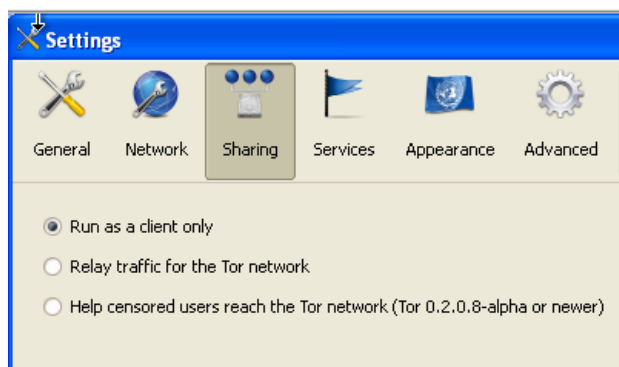 Settings
General Network Sharing Services Appearance Advanced
Run as a client only
Relay traffic for the Tor network
Help censored users reach the Tor network (Tor 0.2.0.8-alpha or newer)